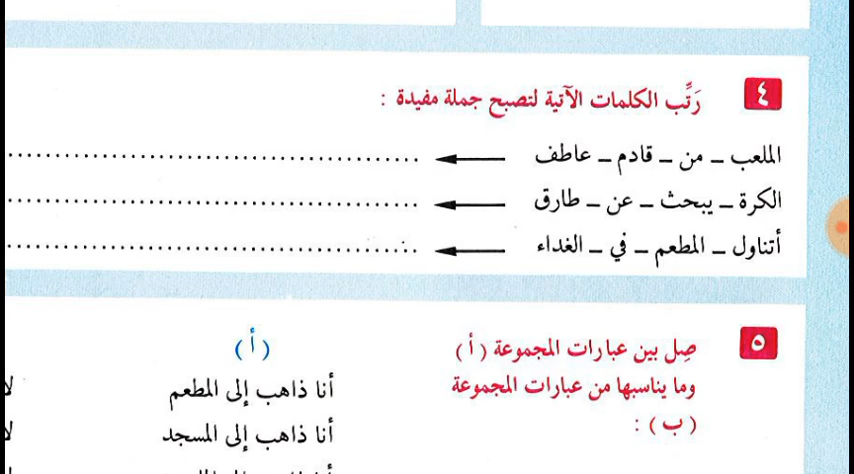 ٤ رَتِّب الكلمات الآتية لتصبح جملة مفيدة :
الملعب ـ من ـ قادم ـ عاطف ← ........................................
الكرة ـ يبحث ـ عن ـ طارق ← ........................................
أتناول ـ المطعم ـ في ـ الغداء ← ........................................
٥ صِل بين عبارات المجموعة ( أ )
وما يناسبها من عبارات المجموعة
( ب ) :
( أ )
أنا ذاهب إلى المطعم
أنا ذاهب إلى المسجد